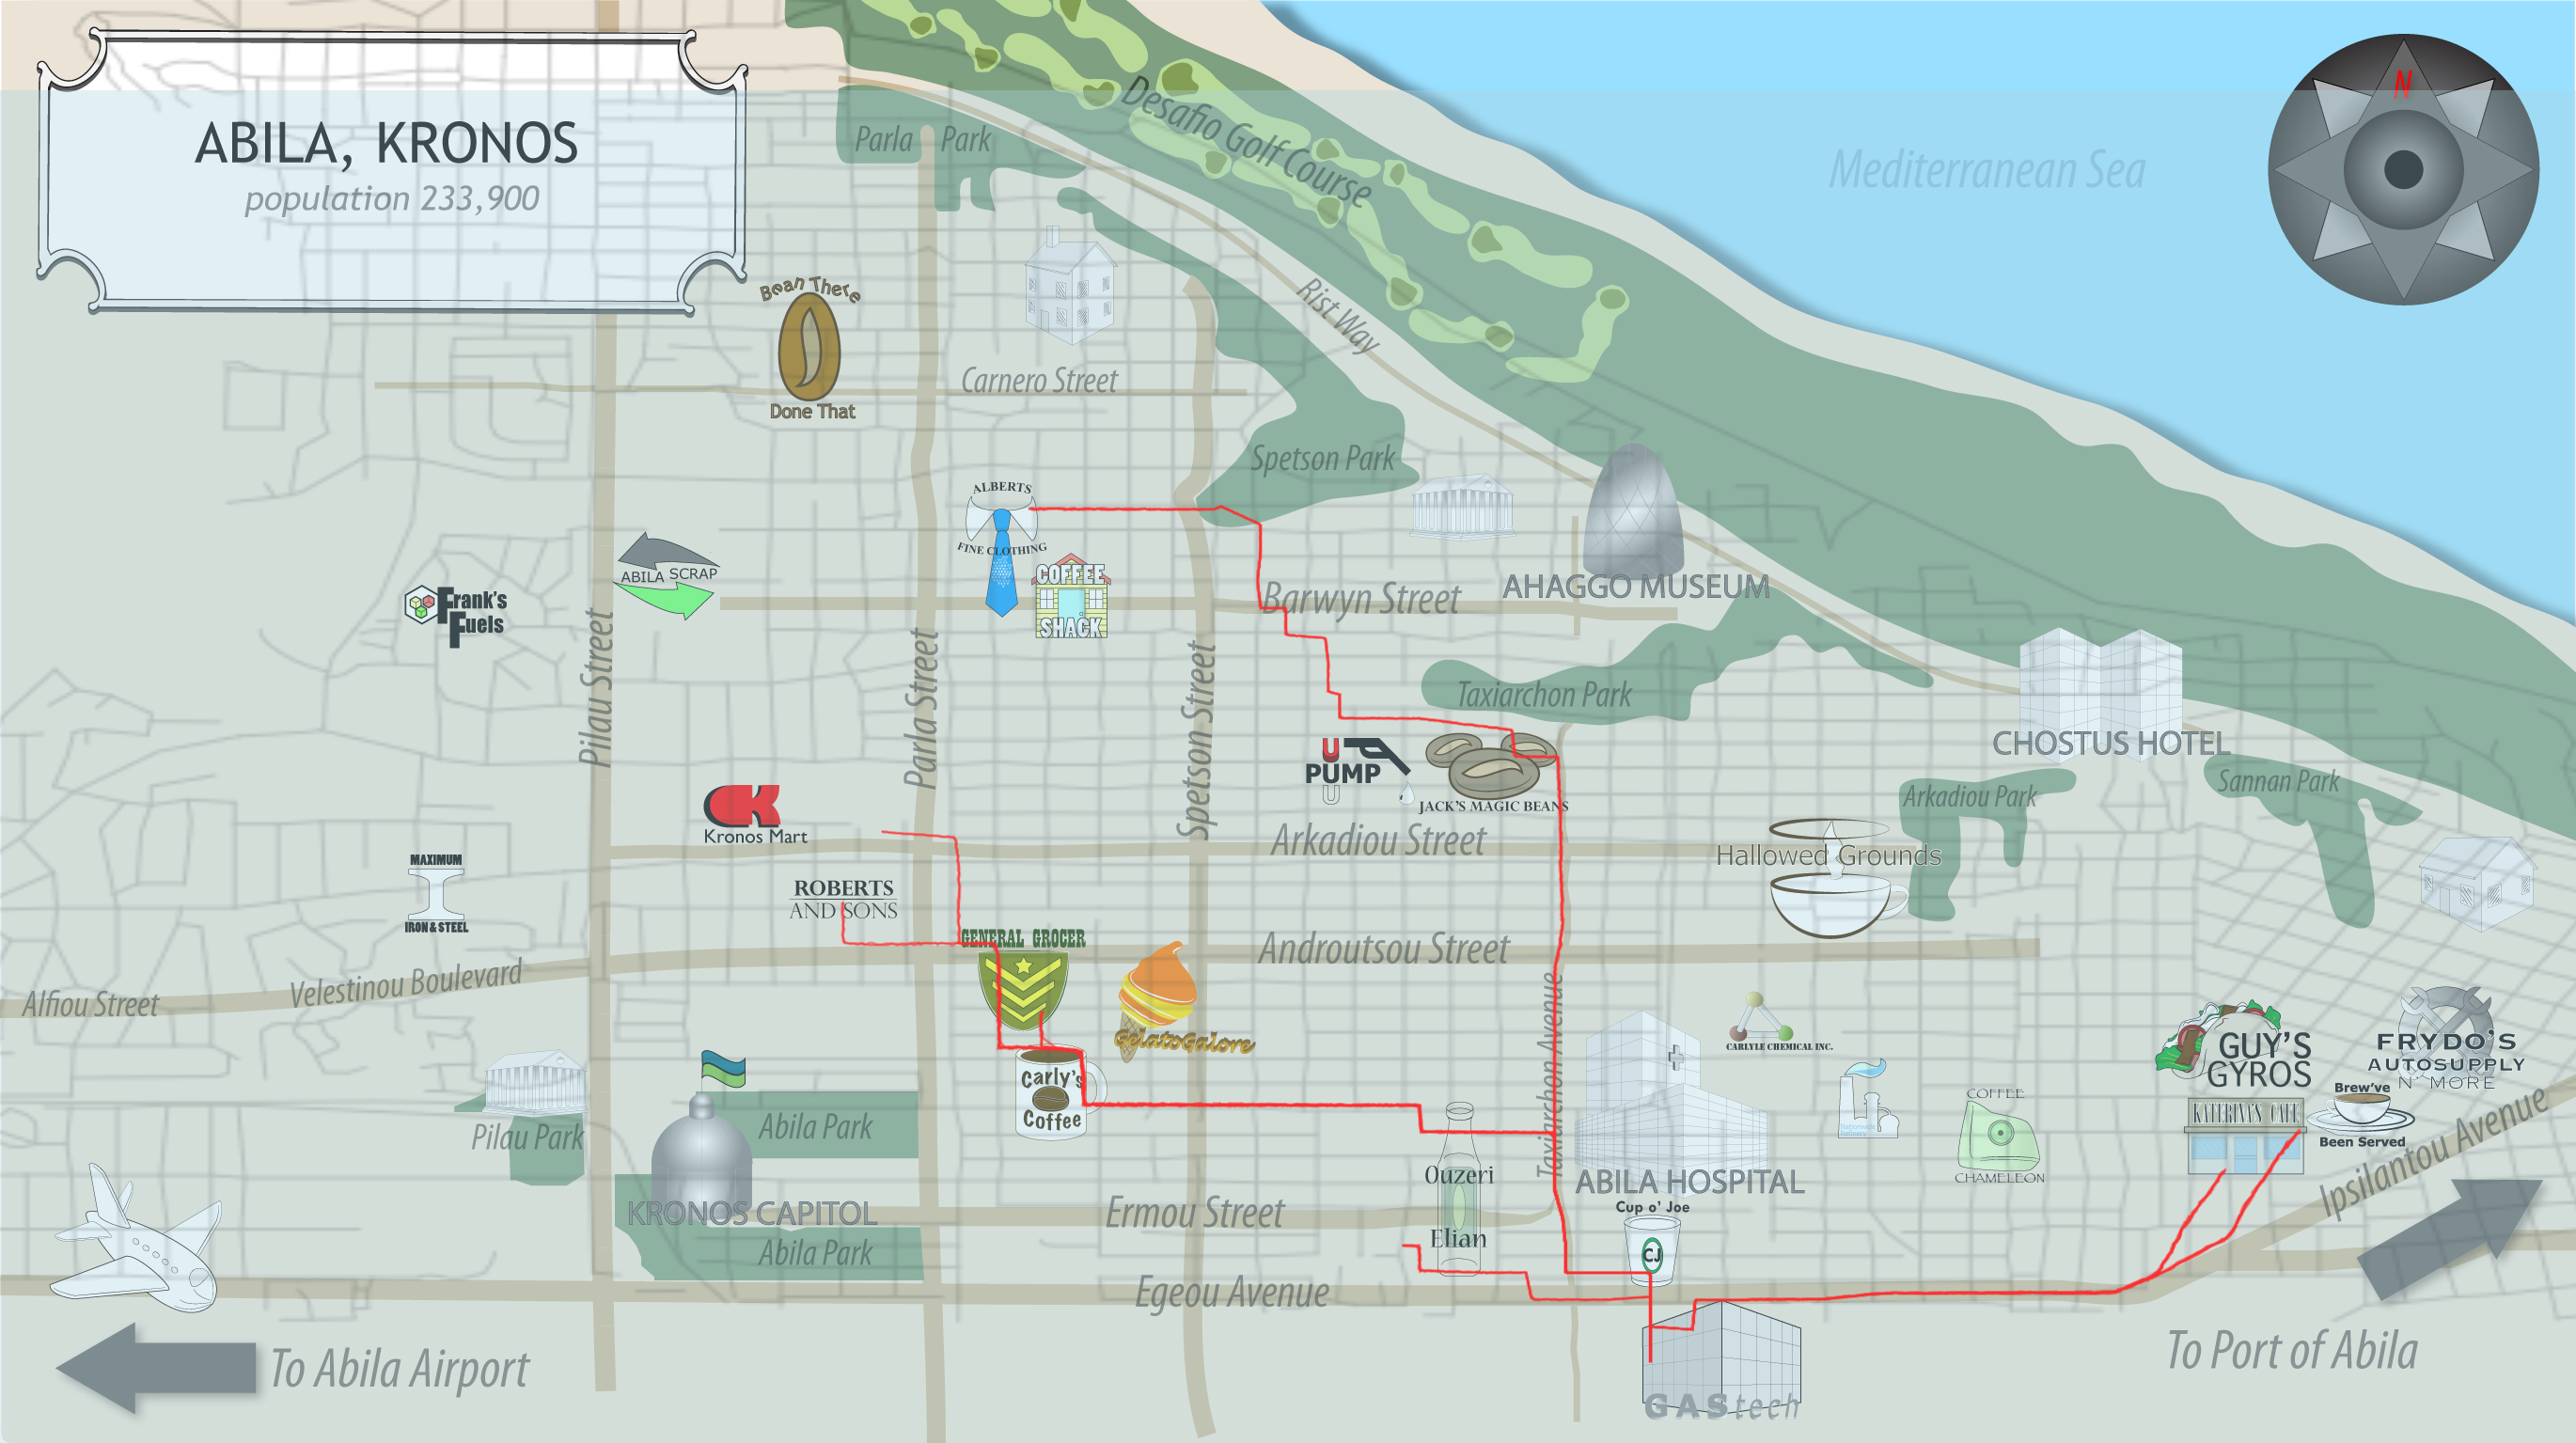 ABILA, KRONOS
population 233,900
N
Mediterranean Sea
Desafio Golf Course
Parla Park
Bean There
Done That
Rist Way
Carnero Street
Spetson Park
ALBERTS
FINE CLOTHING
COFFEE
SHACK
ABILA SCRAP
Frank's
Fuels
Barwyn Street
AHAGGO MUSEUM
Pilau Street
Parla Street
Spetson Street
Taxiarchon Park
CHOSTUS HOTEL
U
PUMP
U
JACK'S MAGIC BEANS
Arkadiou Park
Sannan Park
Kronos Mart
Arkadiou Street
Hallowed Grounds
MAXIMUM
IRON & STEEL
ROBERTS
AND SONS
GENERAL GROCER
Androutsou Street
Alfiou Street
Velestinou Boulevard
GelatoGalore
Taxiarchon Avenue
CARLYLE CHEMICAL INC.
GUY'S
GYROS
FRYDO'S
AUTOSUPPLY
N' MORE
Carly's
Coffee
Brew've
Been Served
KATERINA'S CAFE
COFFEE
CHAMELEON
Nationwide
Refinery
Pilau Park
Abila Park
Ouzeri
Elian
ABILA HOSPITAL
Cup o' Joe
CJ
Ipsilantou Avenue
KRONOS CAPITOL
Abila Park
Ermou Street
Egeou Avenue
To Abila Airport
To Port of Abila
GAStech